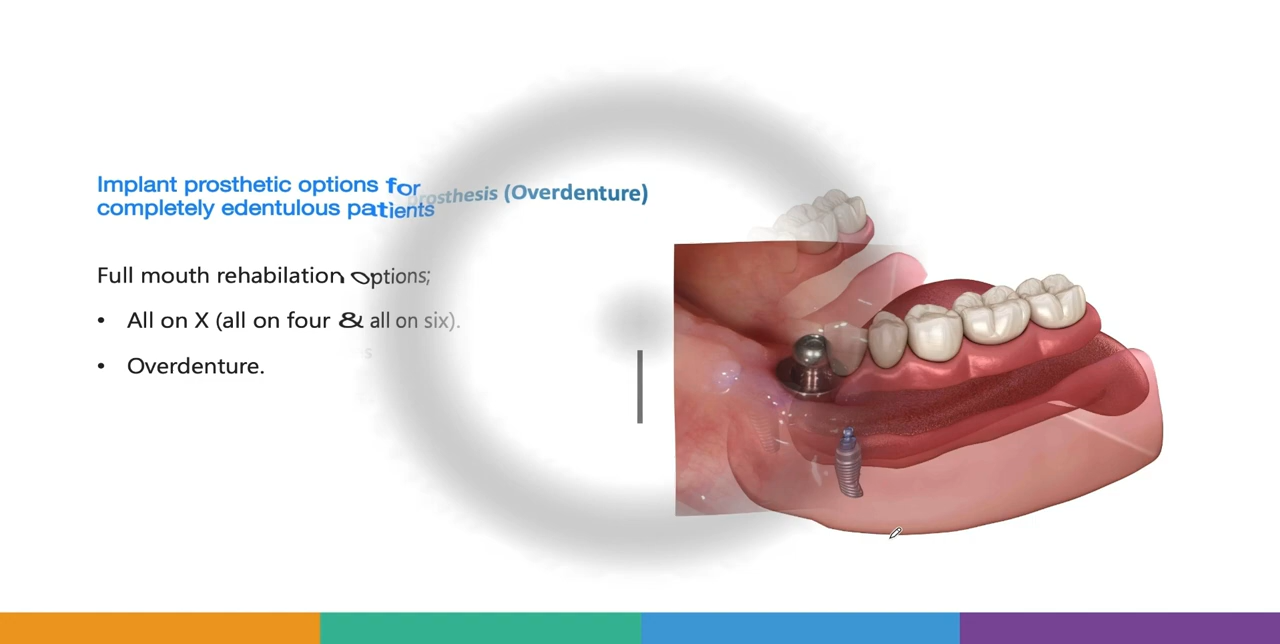 Implant prosthetic options for
completely edentulous patients
prosthesis (Overdenture)
Full mouth rehabilation options;
• All on X (all on four & all on six).
• Overdenture.